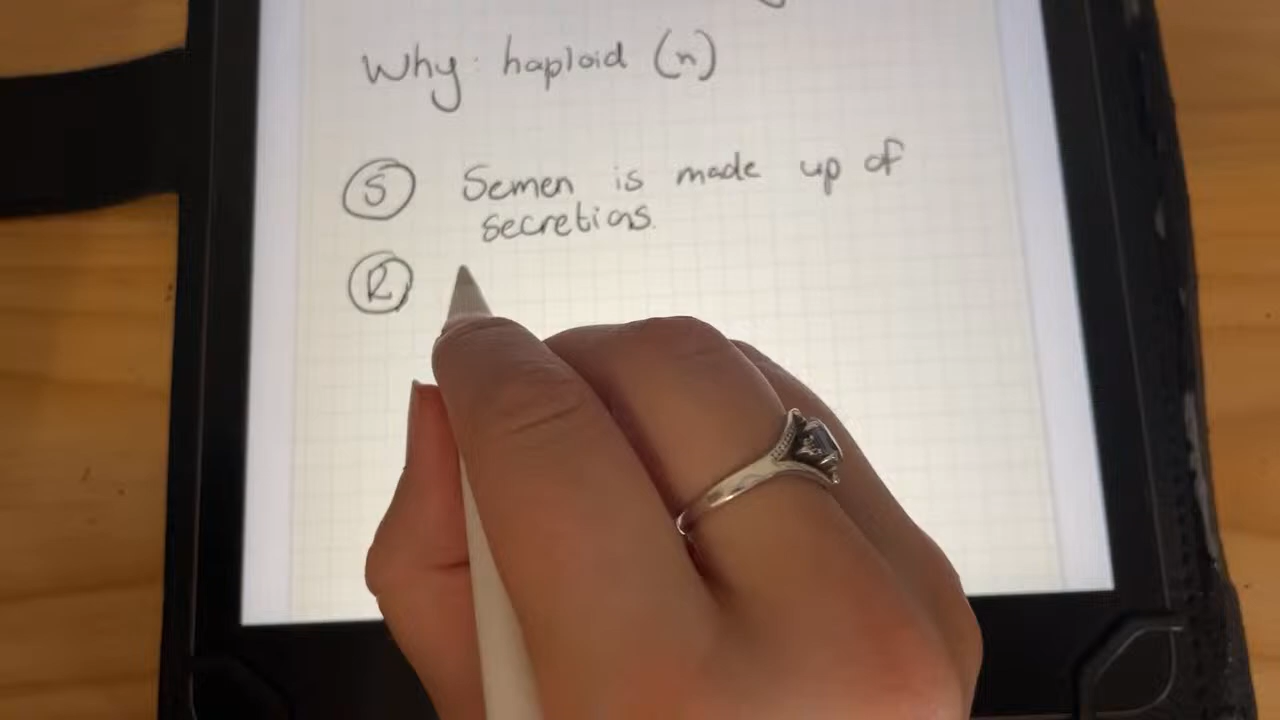 Why: haploid (n)
S Semen is made up of
secretions.
R